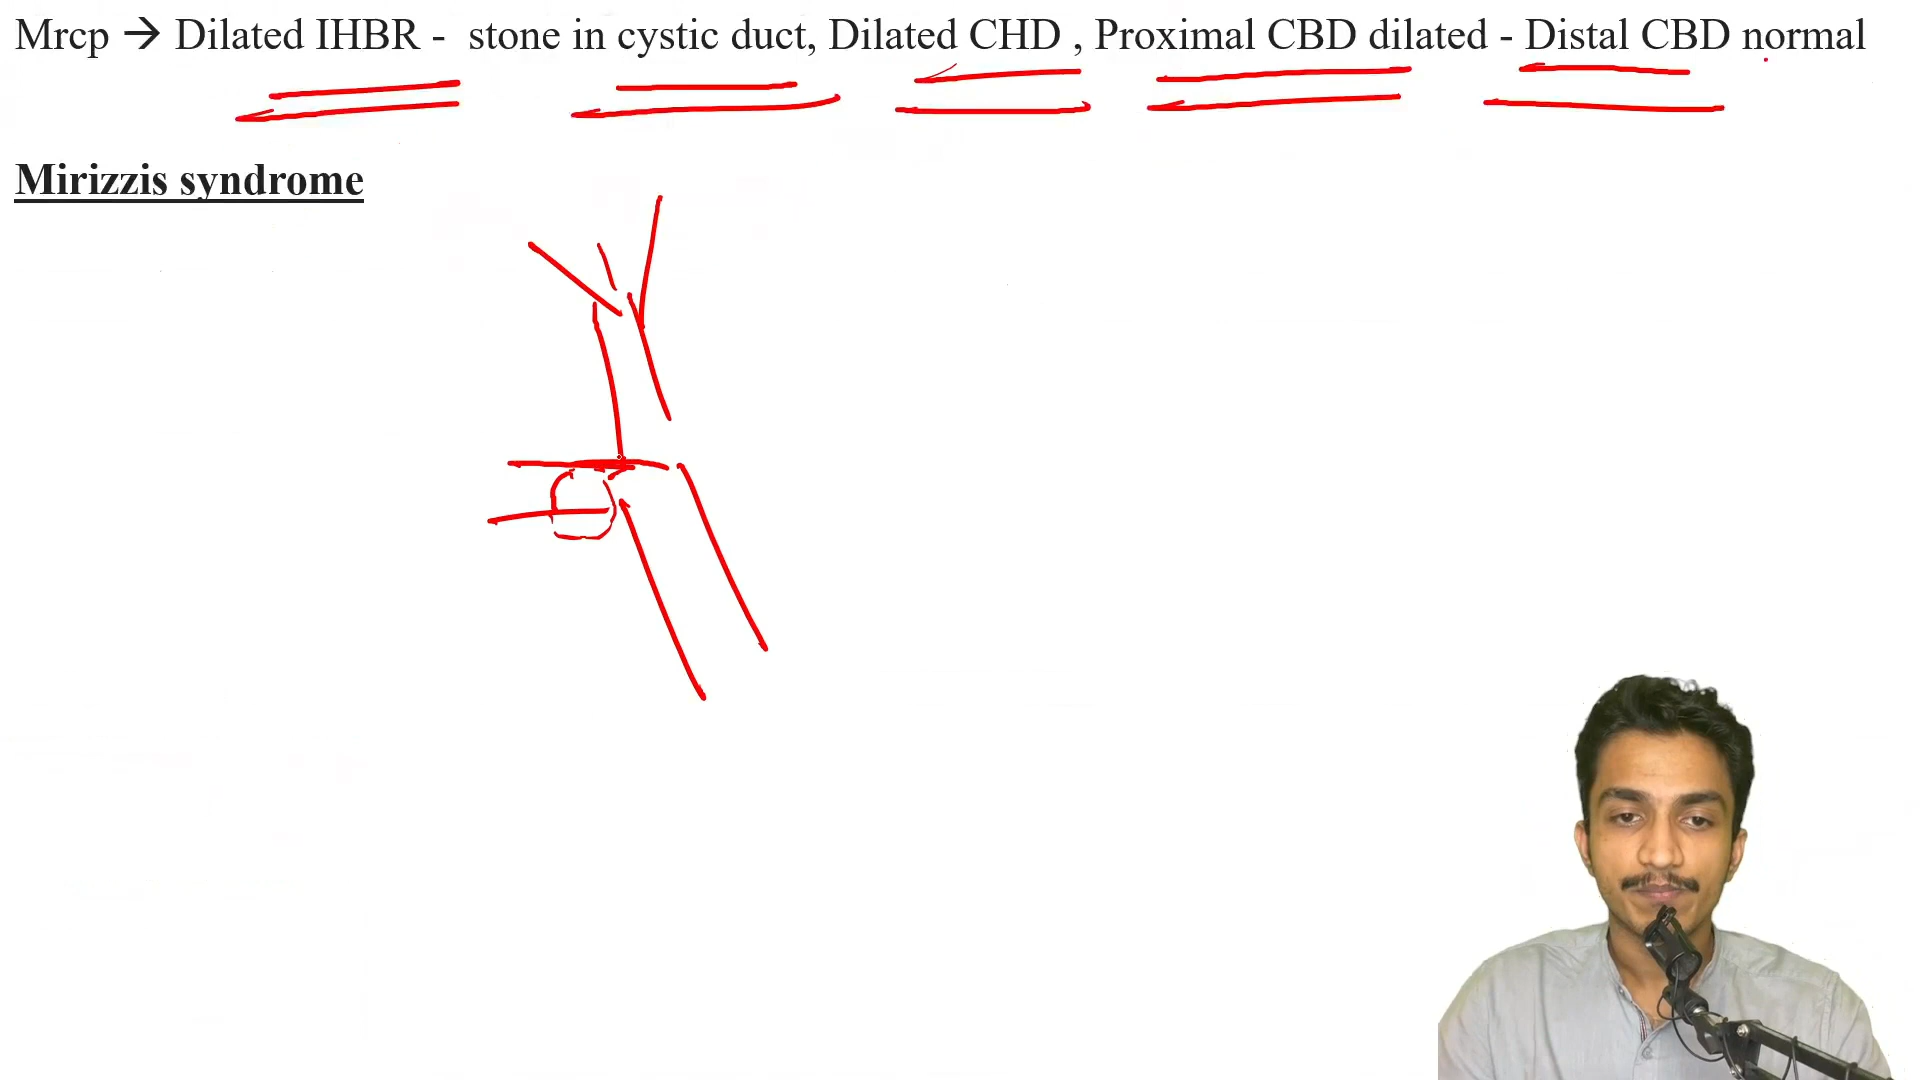 Mrcp → Dilated IHBR - stone in cystic duct, Dilated CHD , Proximal CBD dilated - Distal CBD normal
Mirizzis syndrome